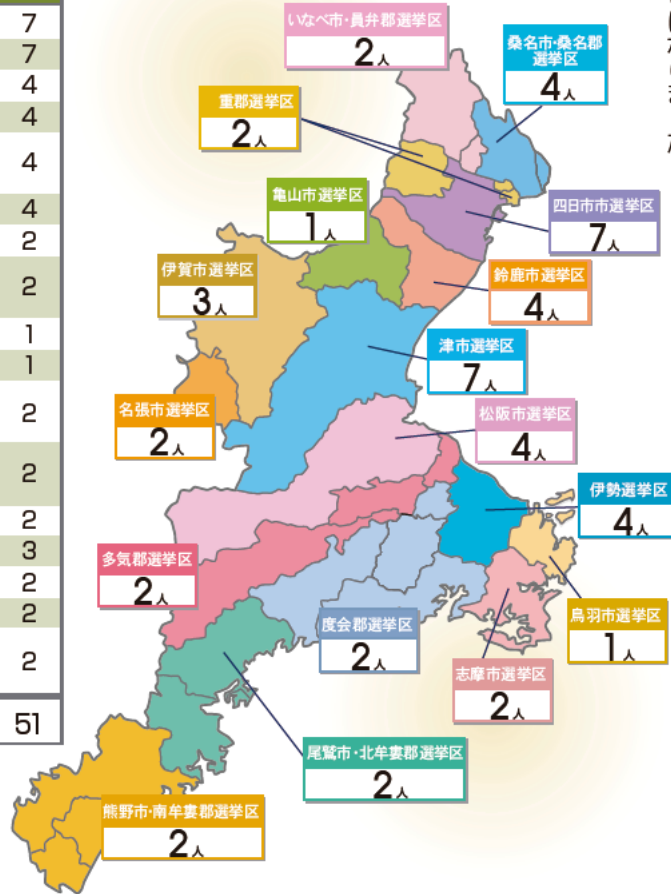 7
7
4
4
4
4
2
2
1
1
2
2
2
3
2
2
2
51
いなべ市・員弁郡選挙区
2人
桑名市・桑名郡
選挙区
4人
重郡選挙区
2人
亀山市選挙区
1人
四日市市選挙区
7人
伊賀市選挙区
3人
鈴鹿市選挙区
4人
津市選挙区
7人
名張市選挙区
2人
松阪市選挙区
4人
伊勢選挙区
4人
多気郡選挙区
2人
度会郡選挙区
2人
鳥羽市選挙区
1人
志摩市選挙区
2人
尾鷲市・北牟婁郡選挙区
2人
熊野市・南牟婁郡選挙区
2人